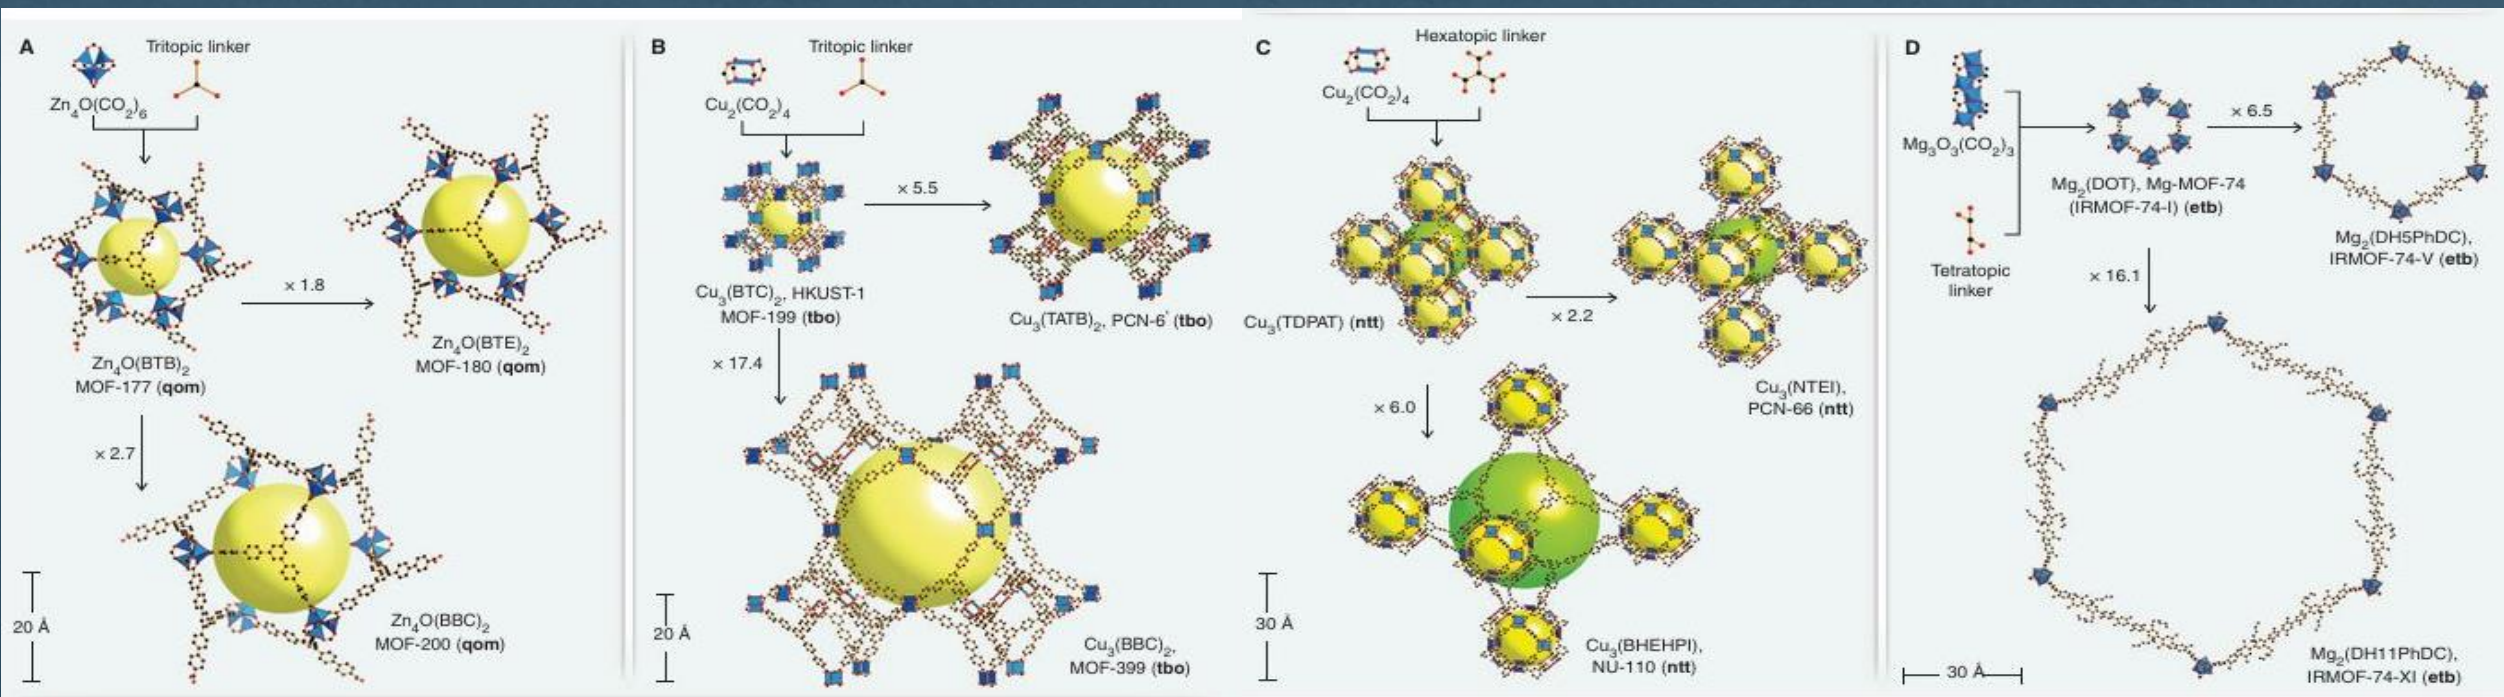 A
Tritopic linker
Zn4O(CO2)6
× 1.8
Zn4O(BTB)2
MOF-177 (qom)
Zn4O(BTE)2
MOF-180 (qom)
× 2.7
20 Å
Zn4O(BBC)2
MOF-200 (qom)
B
Tritopic linker
Cu2(CO2)4
× 5.5
Cu3(BTC)2, HKUST-1
MOF-199 (tbo)
Cu3(TATB)2, PCN-6' (tbo)
× 17.4
20 Å
Cu3(BBC)2,
MOF-399 (tbo)
C
Hexatopic linker
Cu2(CO2)4
Cu3(TDPAT) (ntt)
× 2.2
Cu3(NTEI),
PCN-66 (ntt)
× 6.0
30 Å
Cu3(BHEHPI),
NU-110 (ntt)
D
Mg3O3(CO2)3
× 6.5
Mg2(DOT), Mg-MOF-74
(IRMOF-74-I) (etb)
Tetratopic
linker
Mg2(DH5PhDC),
IRMOF-74-V (etb)
× 16.1
30 Å
Mg2(DH11PhDC),
IRMOF-74-XI (etb)